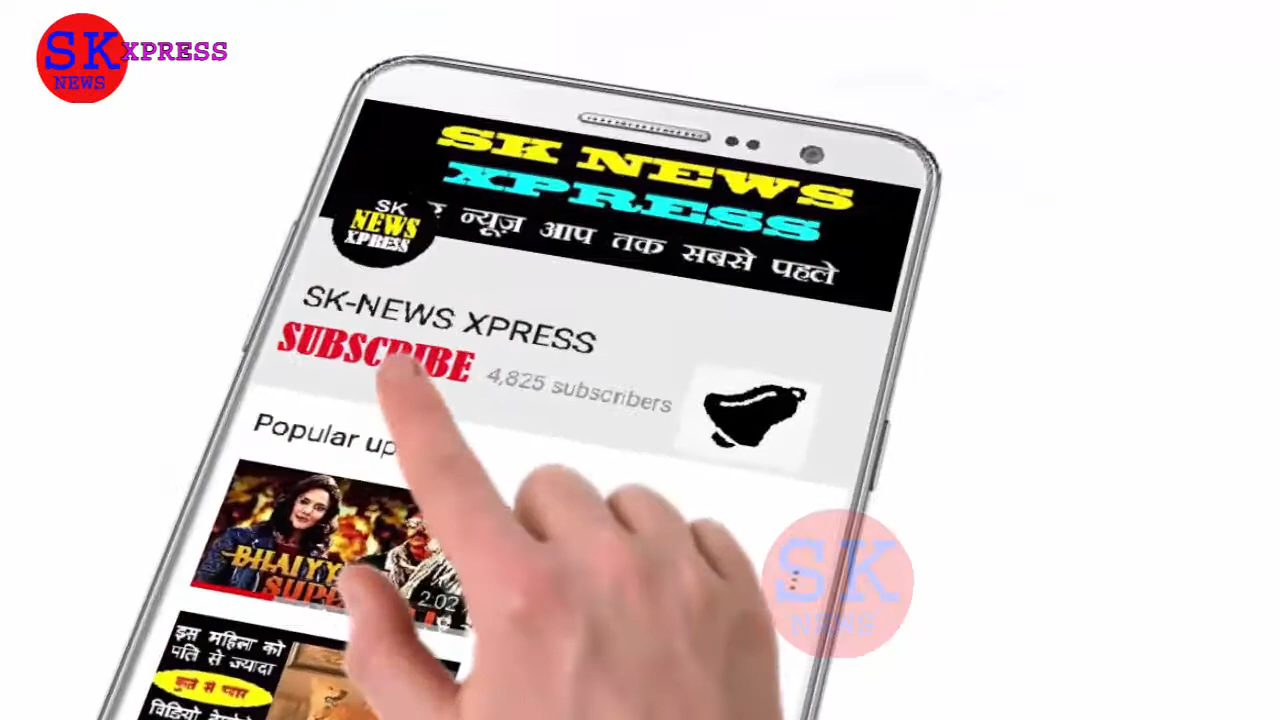 SK XPRESS
NEWS
SK NEWS
XPRESS
न्यूज़ आप तक सबसे पहले
SK
NEWS
XPRESS
SK-NEWS XPRESS
SUBSCRIBE
4,825 subscribers
Popular up
BHAIYY
SUPE
2:02
इस महिला को
पति से ज्यादा
कुत्ते से प्यार
विडियो
SK
NEWS